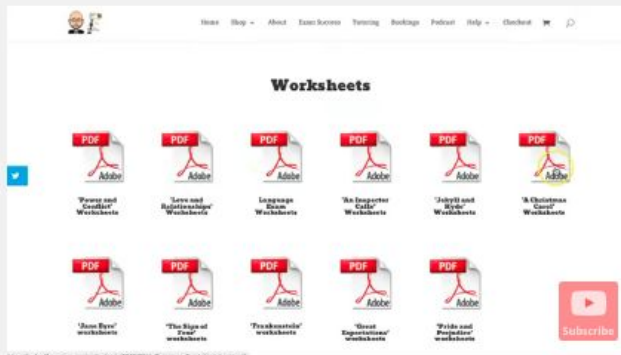 Home Shop About Exam Success Tutoring Bookings Podcast Help Checkout
Worksheets
PDF PDF PDF PDF PDF PDF
Adobe Adobe Adobe Adobe Adobe Adobe
'Power and Conflict' Worksheets
'Love and Relationships' Worksheets
Language Exam Worksheets
'An Inspector Calls' Worksheets
'Jekyll and Hyde' Worksheets
'A Christmas Carol' Worksheets
PDF PDF PDF PDF PDF
Adobe Adobe Adobe Adobe Adobe
'Jane Eyre' worksheets
'The Sign of Four' worksheets
'Frankenstein' worksheets
'Great Expectations' worksheets
'Pride and Prejudice' worksheets
Subscribe